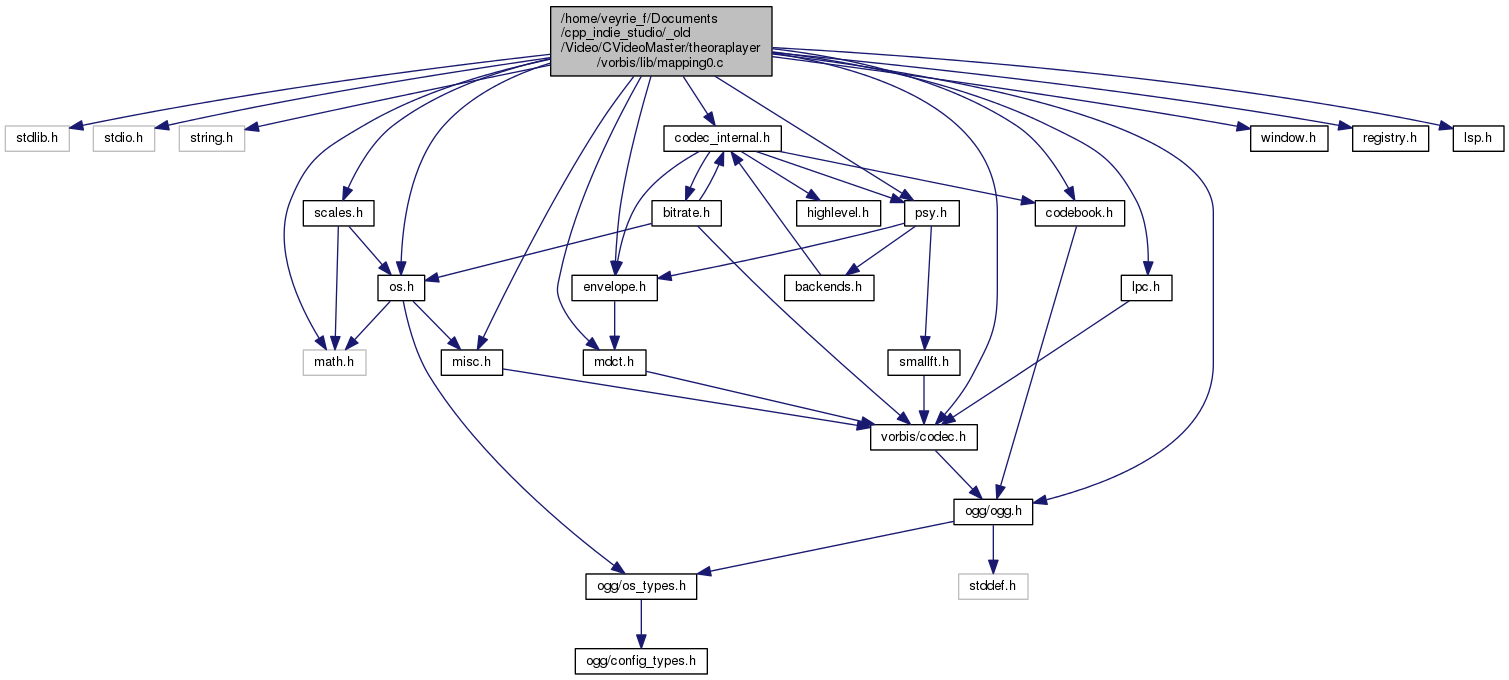 /home/veyrie_f/Documents
/cpp_indie_studio/_old
/Video/CVideoMaster/theoraplayer
/vorbis/lib/mapping0.c
stdlib.h
stdio.h
string.h
codec_internal.h
window.h
registry.h
lsp.h
scales.h
bitrate.h
highlevel.h
psy.h
codebook.h
os.h
envelope.h
backends.h
lpc.h
math.h
misc.h
mdct.h
smallft.h
vorbis/codec.h
ogg/ogg.h
ogg/os_types.h
stddef.h
ogg/config_types.h